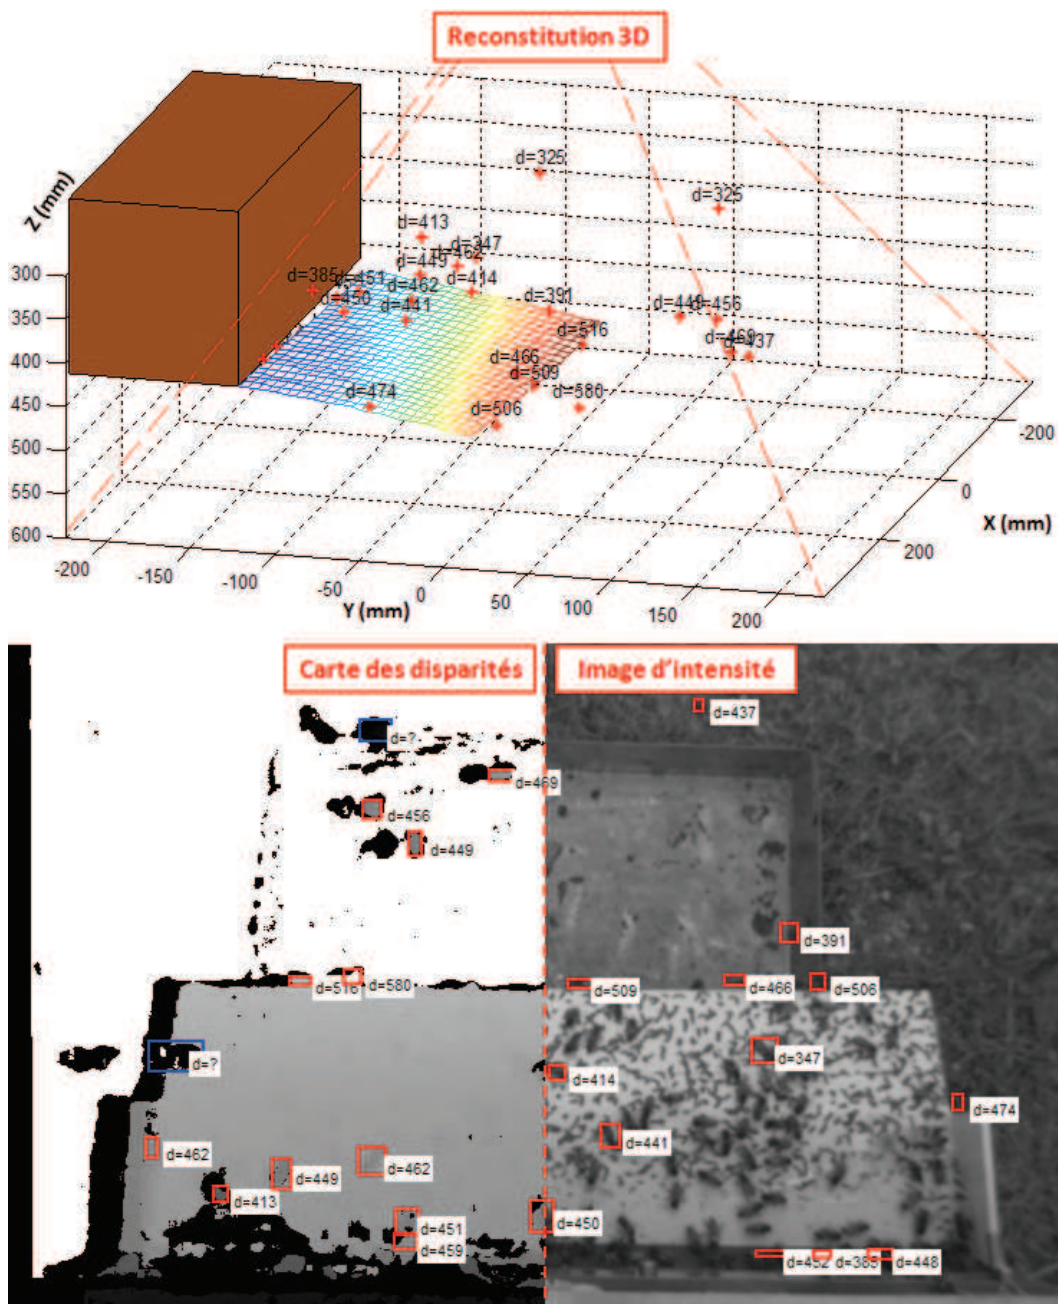 Reconstitution 3D
d=325
d=325
d=413
d=347
d=462
d=449
d=385
d=451
d=462
d=414
d=450
d=441
d=391
d=449
d=456
d=516
d=469
d=437
d=466
d=509
d=474
d=580
d=506
Z (mm)
300
350
400
450
500
550
600
-200
-150
-100
-50
0
50
100
150
200
Y (mm)
-200
0
200
X (mm)
Carte des disparités
Image d'intensité
d=437
d=?
d=469
d=456
d=449
d=391
d=516
d=580
d=509
d=466
d=506
d=?
d=347
d=414
d=474
d=441
d=462
d=449
d=462
d=413
d=451
d=450
d=459
d=452
d=385
d=448